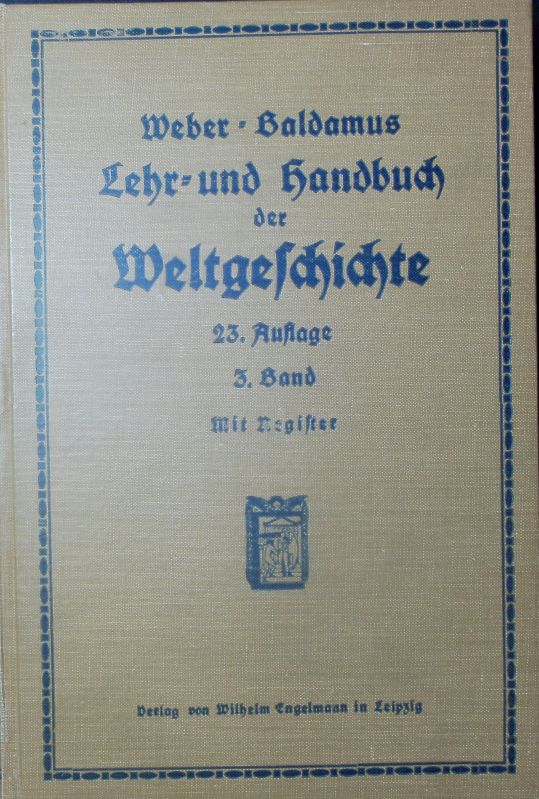 Weber-Baldamus
Lehr- und Handbuch
der
Weltgeschichte
23. Auflage
3. Band
Mit Register
Verlag von Wilhelm Engelmann in Leipzig